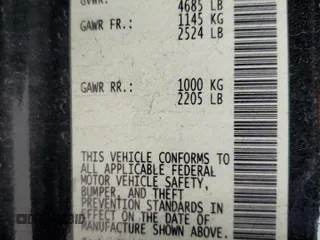 GVWR:
4685 LB
GAWR FR.: 1145 KG
2524 LB
GAWR RR.: 1000 KG
2205 LB
THIS VEHICLE CONFORMS TO
ALL APPLICABLE FEDERAL
MOTOR VEHICLE SAFETY,
BUMPER, AND THEFT
PREVENTION STANDARDS IN
EFFECT ON THE DATE OF
MANUFACTURE SHOWN ABOVE.